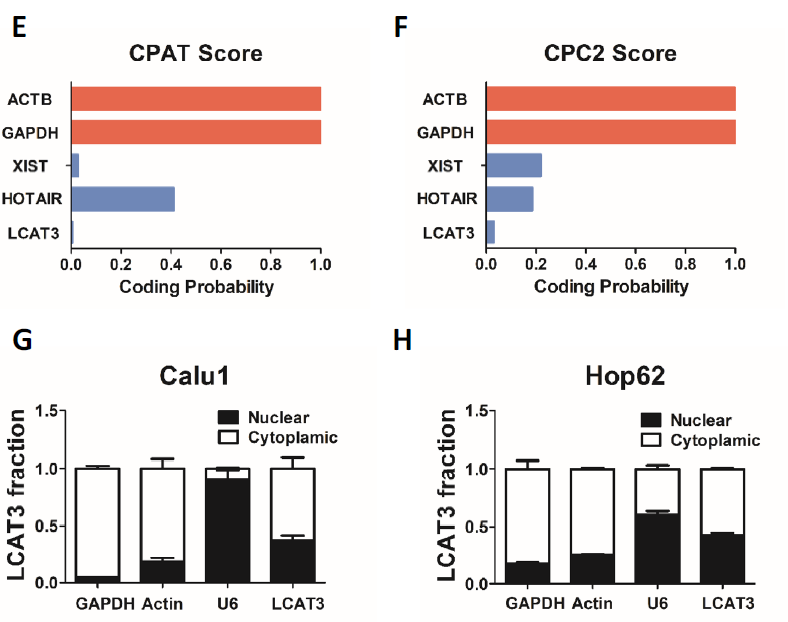 E
CPAT Score
ACTB
GAPDH
XIST
HOTAIR
LCAT3
0.0 0.2 0.4 0.6 0.8 1.0
Coding Probability
F
CPC2 Score
ACTB
GAPDH
XIST
HOTAIR
LCAT3
0.0 0.2 0.4 0.6 0.8 1.0
Coding Probability
G
Calu1
LCAT3 fraction
1.5
1.0
0.5
0.0
Nuclear
Cytoplamic
GAPDH Actin U6 LCAT3
H
Hop62
LCAT3 fraction
1.5
1.0
0.5
0.0
Nuclear
Cytoplamic
GAPDH Actin U6 LCAT3